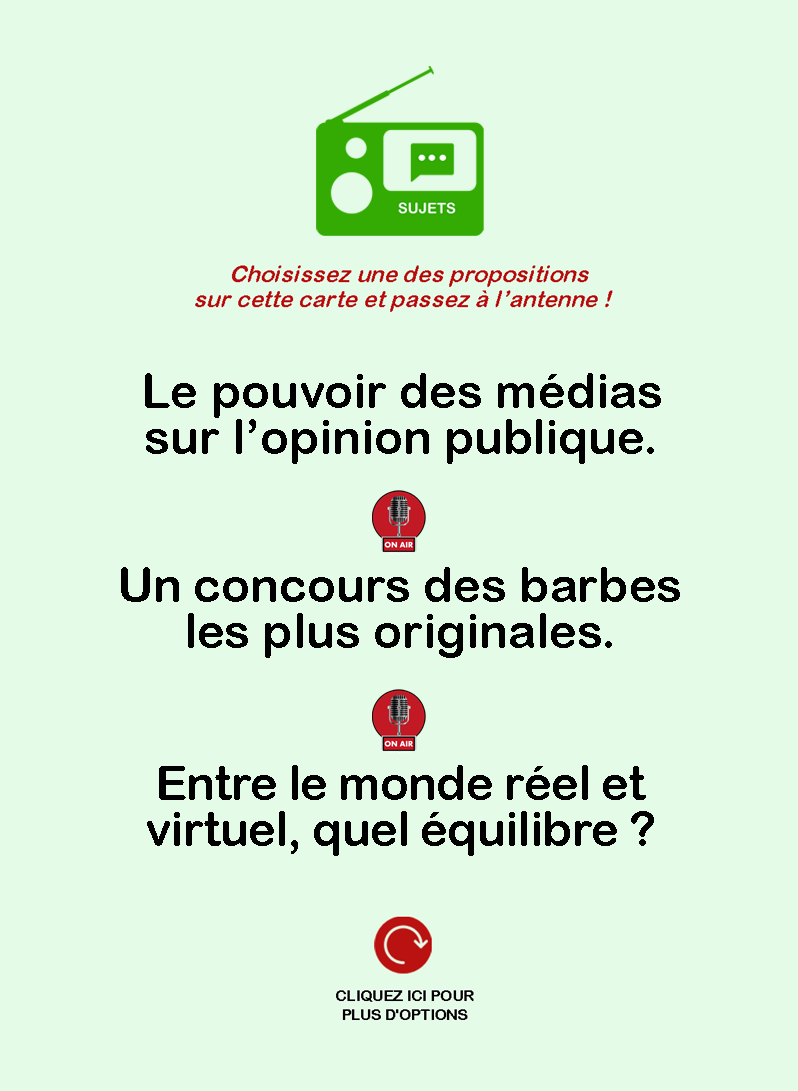 SUJETS
Choisissez une des propositions
sur cette carte et passez à l’antenne !
Le pouvoir des médias
sur l’opinion publique.
ON AIR
Un concours des barbes
les plus originales.
ON AIR
Entre le monde réel et
virtuel, quel équilibre ?
CLIQUEZ ICI POUR
PLUS D'OPTIONS